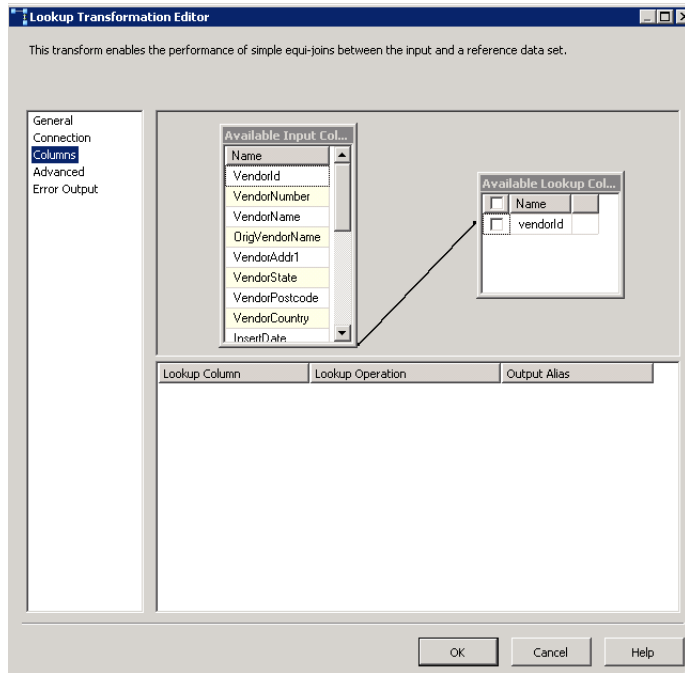 Lookup Transformation Editor
This transform enables the performance of simple equi-joins between the input and a reference data set.
General
Connection
Columns
Advanced
Error Output
Available Input Col...
Name
VendorId
VendorNumber
VendorName
OrigVendorName
VendorAddr1
VendorState
VendorPostcode
VendorCountry
InsertDate
Available Lookup Col...
Name
vendorId
Lookup Column Lookup Operation Output Alias
OK Cancel Help